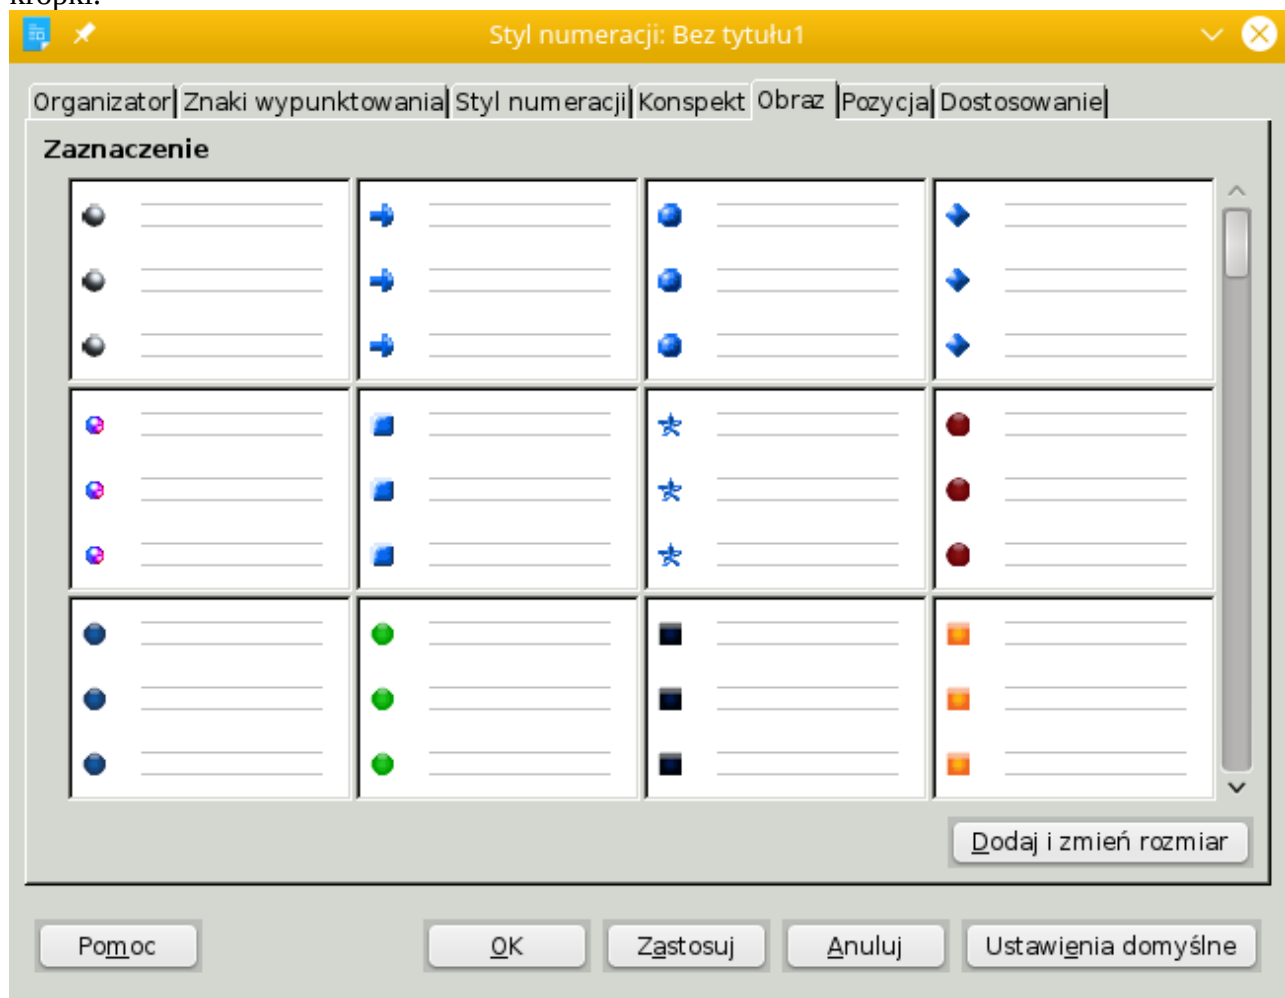 Styl numeracji: Bez tytułu1
Organizator Znaki wypunktowania Styl numeracji Konspekt Obraz Pozycja Dostosowanie
Zaznaczenie
Dodaj i zmień rozmiar
Pomoc OK Zastosuj Anuluj Ustawienia domyślne